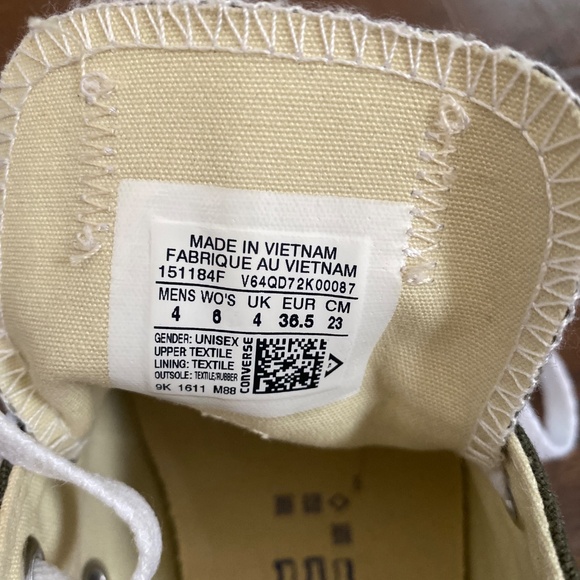 MADE IN VIETNAM
FABRIQUE AU VIETNAM
151184F V64QD72K00087
MENS WO'S UK EUR CM
4 6 4 36.5 23
GENDER: UNISEX
UPPER TEXTILE
LINING: TEXTILE
OUTSOLE: TEXTILE/RUBBER
9K 1611 M88
CONVERSE